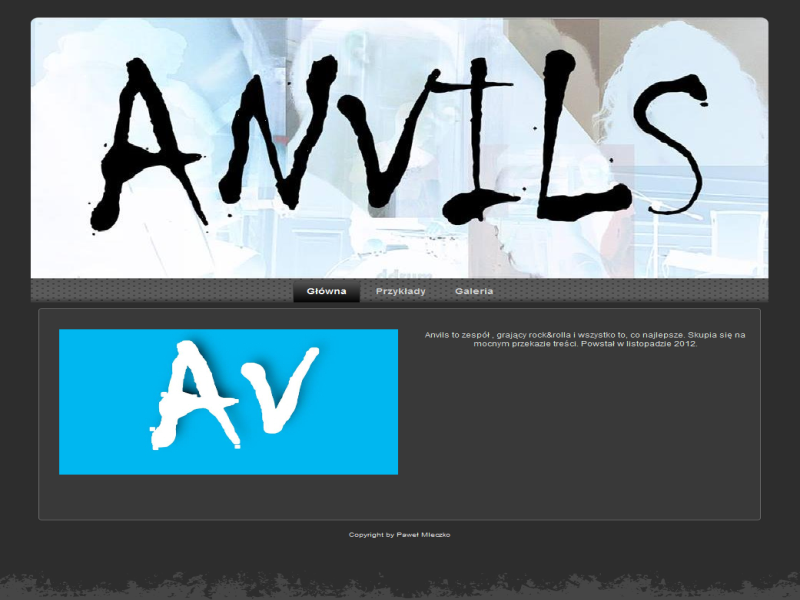 ANVILS
ddrum
Główna Przykłady Galeria
Av
Anvils to zespół , grający rock&rolla i wszystko to, co najlepsze. Skupia się na
mocnym przekazie treści. Powstał w listopadzie 2012.
Copyright by Paweł Mleczko